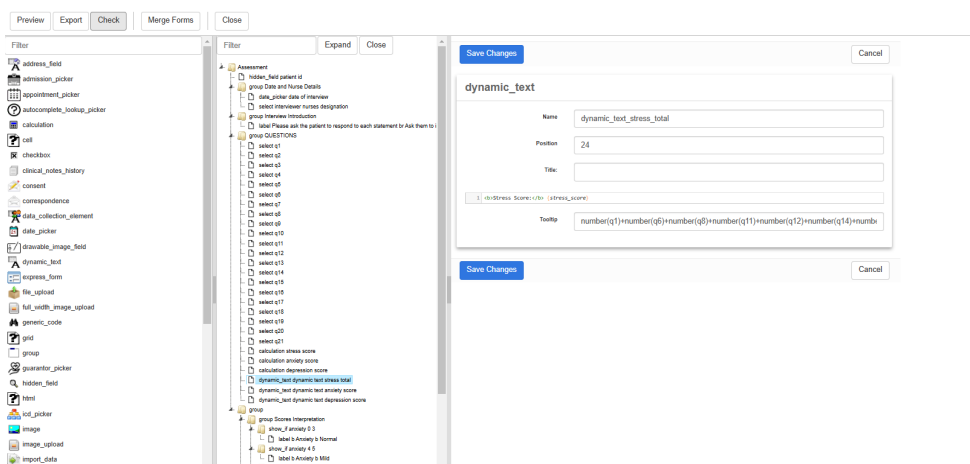 Preview Export Check Merge Forms Close
Filter
address_field
admission_picker
appointment_picker
autocomplete_lookup_picker
calculation
cell
checkbox
clinical_notes_history
consent
correspondence
data_collection_element
date_picker
drawable_image_field
dynamic_text
express_form
file_upload
full_width_image_upload
generic_code
grid
group
guarantor_picker
hidden_field
html
icd_picker
image
image_upload
import_data
Filter Expand Close
Assessment
hidden_field patient id
group Date and Nurse Details
date_picker date of interview
select interviewer nurses designation
group Interview Introduction
label Please ask the patient to respond to each statement br Ask them to i
group QUESTIONS
select q1
select q2
select q3
select q4
select q5
select q6
select q7
select q8
select q9
select q10
select q11
select q12
select q13
select q14
select q15
select q16
select q17
select q18
select q19
select q20
select q21
calculation stress score
calculation anxiety score
calculation depression score
dynamic_text dynamic text stress total
dynamic_text dynamic text anxiety score
dynamic_text dynamic text depression score
group
group Scores Interpretation
show_if anxiety 0 3
label b Anxiety b Normal
show_if anxiety 4 5
label b Anxiety b Mild
Save Changes Cancel
dynamic_text
Name dynamic_text_stress_total
Position 24
Title:
1 <b>Stress Score:</b> {stress_score}
Tooltip number(q1)+number(q6)+number(q8)+number(q11)+number(q12)+number(q14)+numbe
Save Changes Cancel